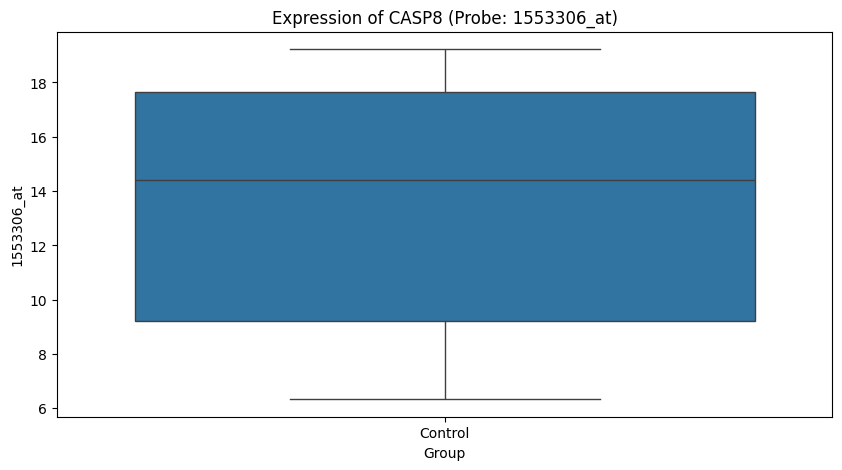 Expression of CASP8 (Probe: 1553306_at)
18
16
14
12
10
8
6
1553306_at
Control
Group